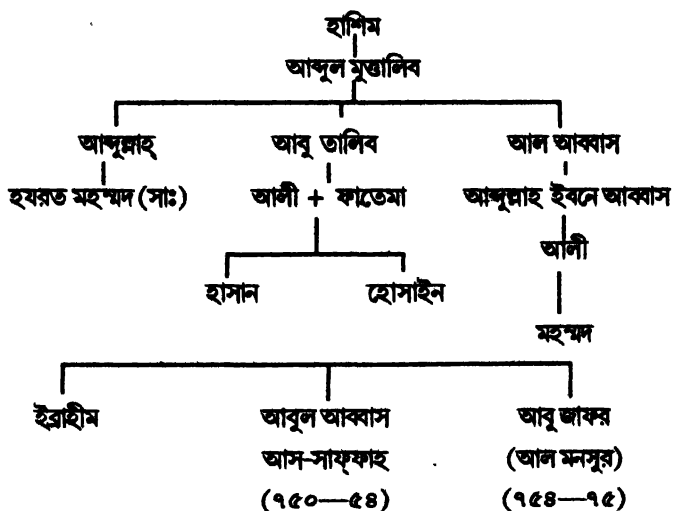 হাশিম
আব্দুল মুত্তালিব
আব্দুল্লাহ্ আবু তালিব আল আব্বাস
হযরত মহম্মদ (সাঃ) আলী + ফাতেমা আব্দুল্লাহ ইবনে আব্বাস
আলী
হাসান হোসাইন
মহম্মদ
ইব্রাহীম আবুল আব্বাস আবু জাফর
আস-সাফ্ফাহ (আল মনসুর)
(৭৫০—৫৪) (৭৫৪—৭৫)